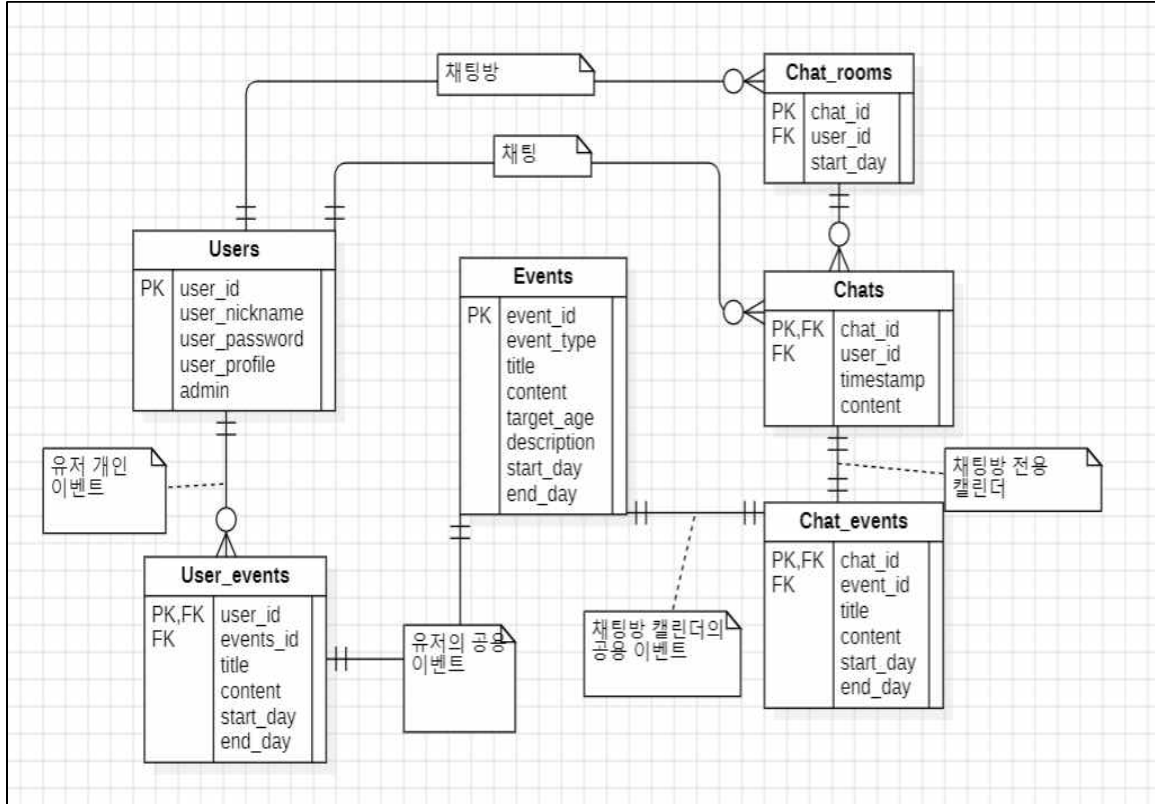 채팅방
Chat_rooms
PK chat_id
FK user_id
start_day
채팅
Users
PK user_id
user_nickname
user_password
user_profile
admin
Events
PK event_id
event_type
title
content
target_age
description
start_day
end_day
Chats
PK,FK chat_id
FK user_id
timestamp
content
유저 개인
이벤트
채팅방 전용
캘린더
User_events
PK,FK user_id
FK events_id
title
content
start_day
end_day
유저의 공용
이벤트
채팅방 캘린더의
공용 이벤트
Chat_events
PK,FK chat_id
FK event_id
title
content
start_day
end_day